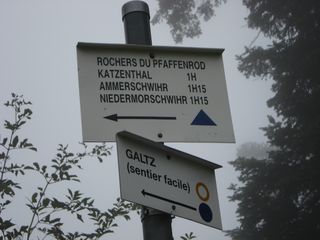 ROCHERS DU PFAFFENROD
KATZENTHAL 1H
AMMERSCHWIHR 1H15
NIEDERMORSCHWIHR 1H15
GALTZ
(sentier facile)